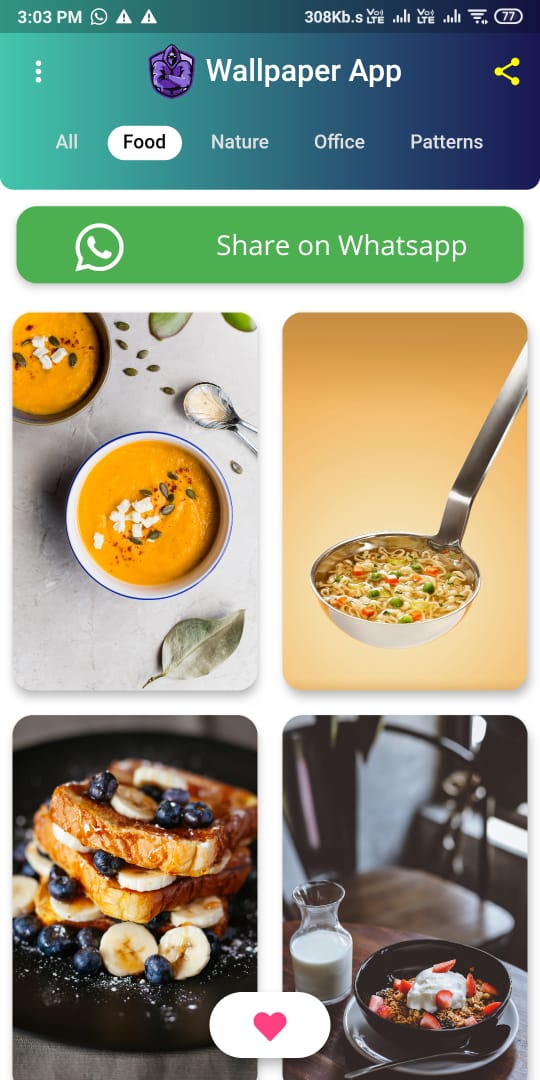 3:03 PM 308Kb.s Vo) LTE Vo) LTE 77
Wallpaper App
All Food Nature Office Patterns
Share on Whatsapp